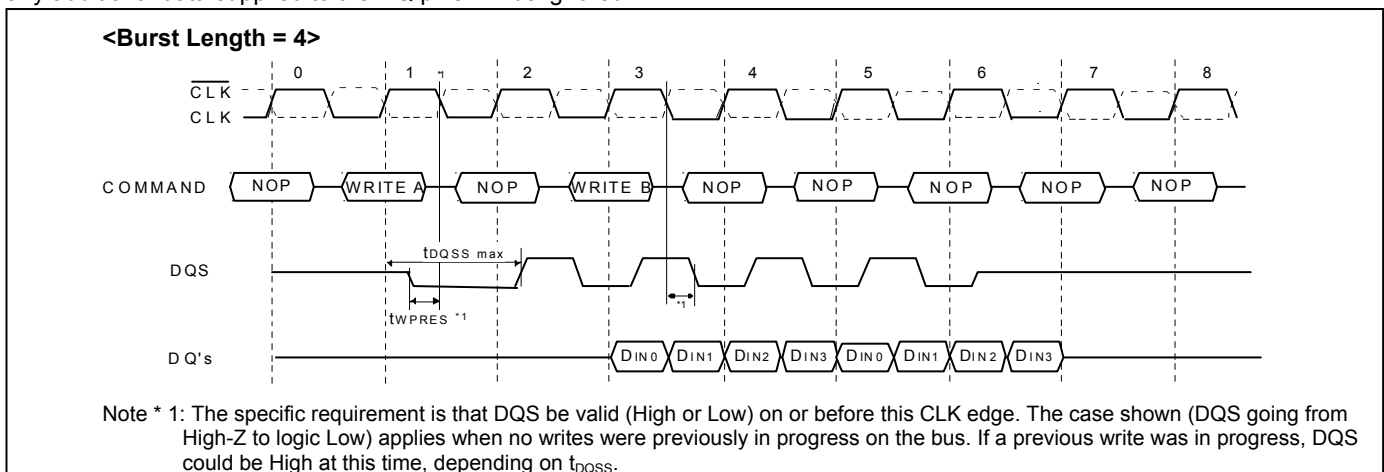 <Burst Length = 4>
0 1 *1 2 3 4 5 6 7 8
CLK
CLK
COMMAND NOP WRITE A NOP WRITE B NOP NOP NOP NOP NOP
tDQSS max
DQS
*1
tWPRES *1
DQ's DIN0 DIN1 DIN2 DIN3 DIN0 DIN1 DIN2 DIN3
Note * 1: The specific requirement is that DQS be valid (High or Low) on or before this CLK edge. The case shown (DQS going from
High-Z to logic Low) applies when no writes were previously in progress on the bus. If a previous write was in progress, DQS
could be High at this time, depending on tDQSS.